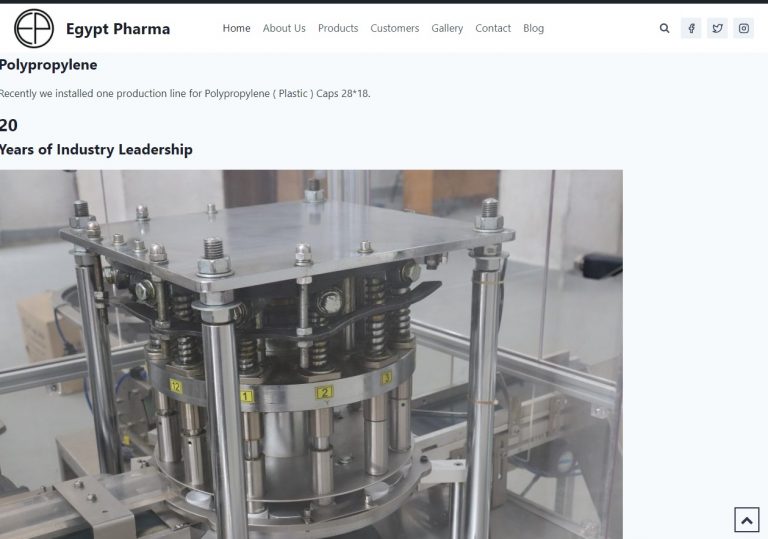 EP
Egypt Pharma
Home About Us Products Customers Gallery Contact Blog
Polypropylene
Recently we installed one production line for Polypropylene ( Plastic ) Caps 28*18.
20
Years of Industry Leadership
12 1 2 3